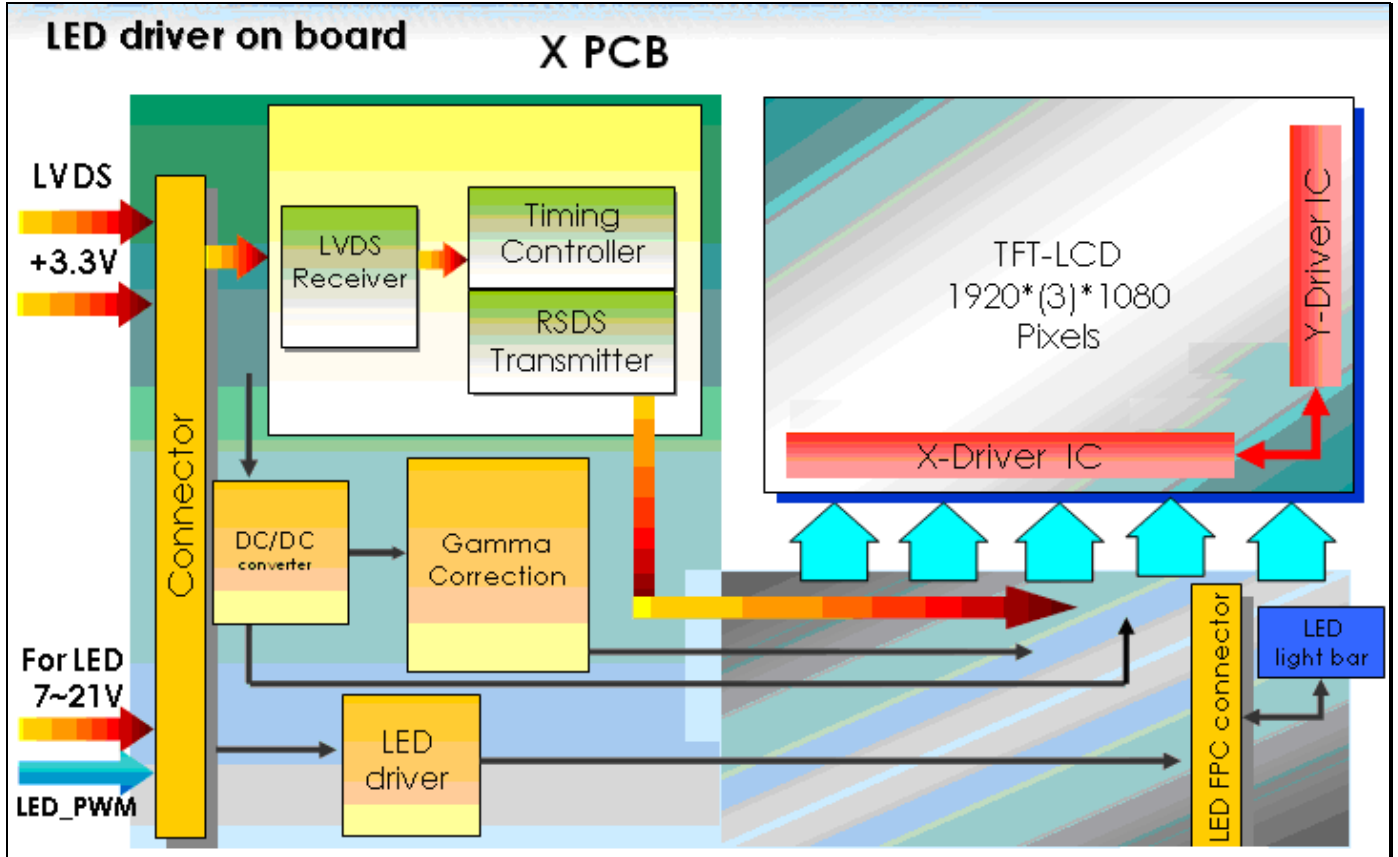 LED driver on board
X PCB
LVDS
+3.3V
For LED
7~21V
LED_PWM
Connector
LVDS
Receiver
Timing
Controller
RSDS
Transmitter
DC/DC
converter
Gamma
Correction
LED
driver
TFT-LCD
1920*(3)*1080
Pixels
Y-Driver IC
X-Driver IC
LED FPC connector
LED
light bar